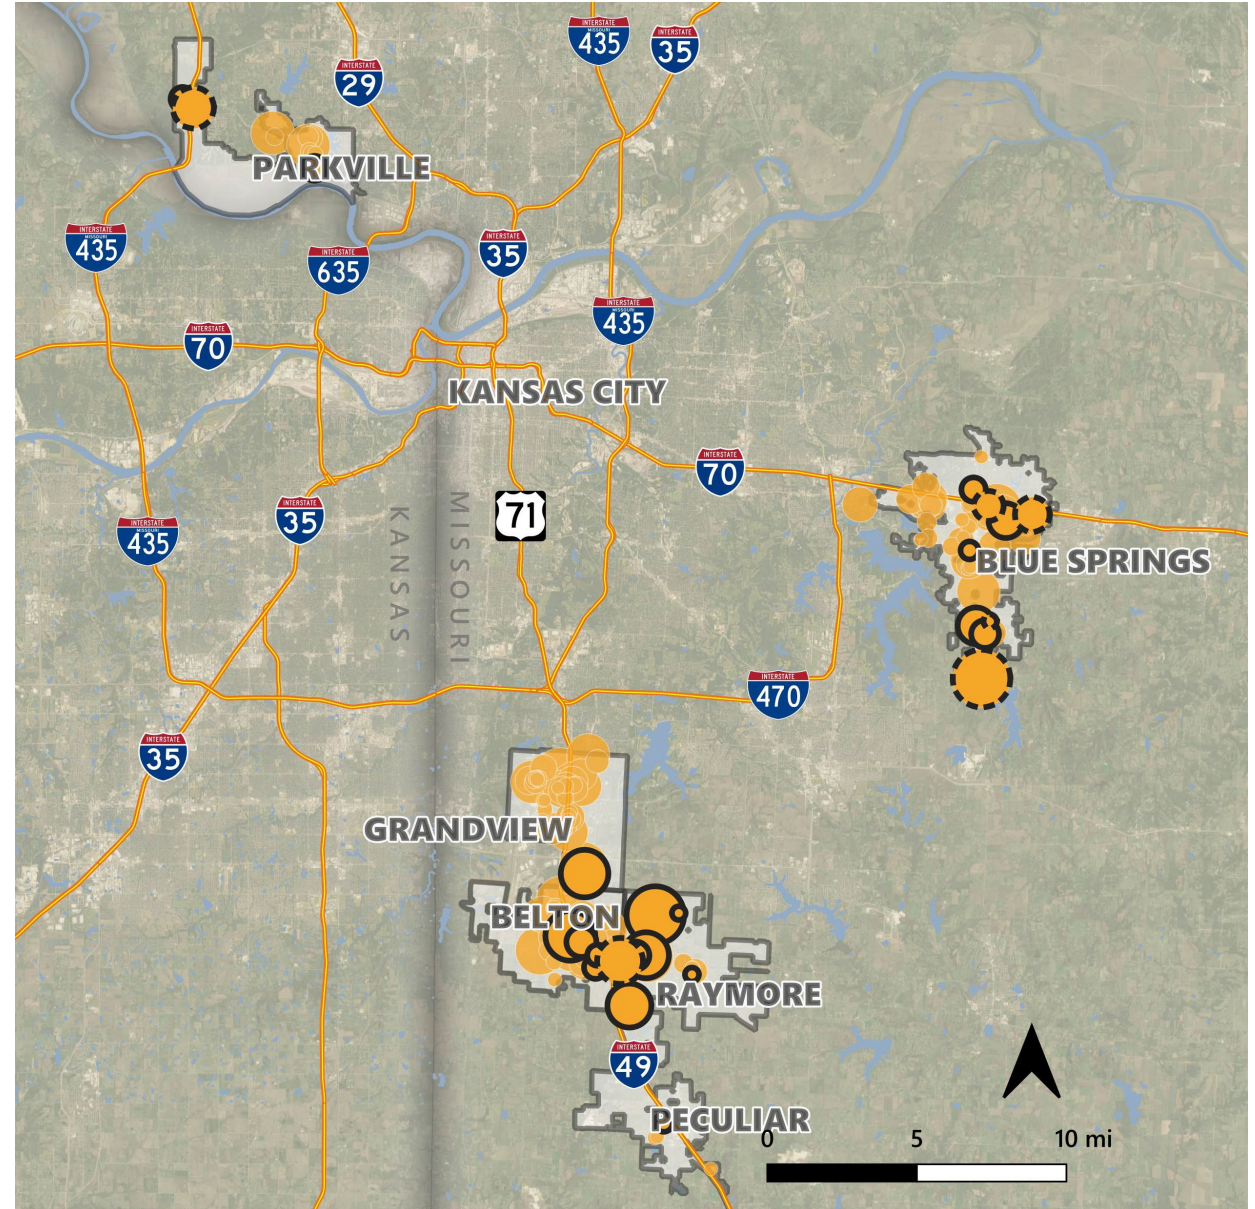 INTERSTATE
MISSOURI
435
INTERSTATE
35
INTERSTATE
29
PARKVILLE
INTERSTATE
MISSOURI
435
INTERSTATE
635
INTERSTATE
35
INTERSTATE
MISSOURI
435
INTERSTATE
70
KANSAS CITY
INTERSTATE
70
INTERSTATE
35
71
INTERSTATE
MISSOURI
435
KANSAS
MISSOURI
BLUE SPRINGS
INTERSTATE
470
INTERSTATE
35
GRANDVIEW
BELTON
RAYMORE
INTERSTATE
49
PECULIAR
0 5 10 mi